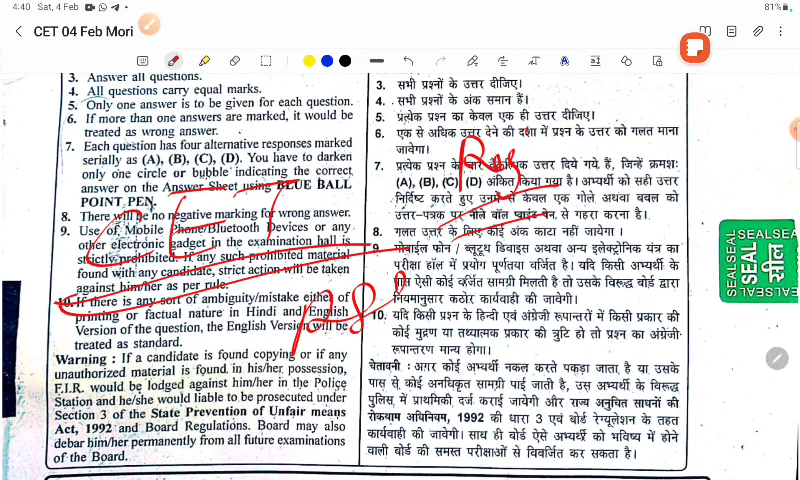 4:40 Sat, 4 Feb
81%
CET 04 Feb Mori
3. Answer all questions.
4. All questions carry equal marks.
5. Only one answer is to be given for each question.
6. If more than one answers are marked, it would be
treated as wrong answer.
7. Each question has four alternative responses marked
serially as (A), (B), (C), (D). You have to darken
only one circle or bubble indicating the correct
answer on the Answer Sheet using BLUE BALL
POINT PEN.
8. There will be no negative marking for wrong answer.
9. Use of Mobile Phone/Bluetooth Devices or any
other electronic gadget in the examination hall is
strictly prohibited. If any such prohibited material
found with any candidate, strict action will be taken
against him/her as per rule.
10. If there is any sort of ambiguity/mistake either of
printing or factual nature in Hindi and English
Version of the question, the English Version will be
treated as standard.
Warning : If a candidate is found copying or if any
unauthorized material is found in his/her possession,
F.I.R. would be lodged against him/her in the Police
Station and he/she would liable to be prosecuted under
Section 3 of the State Prevention of Unfair means
Act, 1992 and Board Regulations. Board may also
debar him/her permanently from all future examinations
of the Board.
3. सभी प्रश्नों के उत्तर दीजिए।
4. सभी प्रश्नों के अंक समान हैं।
5. प्रत्येक प्रश्न का केवल एक ही उत्तर दीजिए।
6. एक से अधिक उत्तर देने की दशा में प्रश्न के उत्तर को गलत माना
जावेगा।
7. प्रत्येक प्रश्न के चार वैकल्पिक उत्तर दिये गये हैं, जिन्हें क्रमशः
(A), (B), (C), (D) अंकित किया गया है। अभ्यर्थी को सही उत्तर
निर्दिष्ट करते हुए उनमें से केवल एक गोले अथवा बबल को
उत्तर-पत्रक पर नीले बॉल प्वाइंट पेन से गहरा करना है।
8. गलत उत्तर के लिए कोई अंक काटा नहीं जायेगा।
9. मोबाईल फोन / ब्लूटूथ डिवाइस अथवा अन्य इलेक्ट्रोनिक यंत्र का
परीक्षा हॉल में प्रयोग पूर्णतया वर्जित है। यदि किसी अभ्यर्थी के
पास ऐसी कोई वर्जित सामग्री मिलती है तो उसके विरूद्ध बोर्ड द्वारा
नियमानुसार कठोर कार्यवाही की जावेगी।
10. यदि किसी प्रश्न के हिन्दी एवं अंग्रेजी रूपान्तरों में किसी प्रकार की
कोई मुद्रण या तथ्यात्मक प्रकार की त्रुटि हो तो प्रश्न का अंग्रेजी
रूपान्तरण मान्य होगा।
चेतावनी : अगर कोई अभ्यर्थी नकल करते पकड़ा जाता है या उसके
पास से कोई अनधिकृत सामग्री पाई जाती है, उस अभ्यर्थी के विरूद्ध
पुलिस में प्राथमिकी दर्ज कराई जायेगी और राज्य अनुचित साधनों की
रोकथाम अधिनियम, 1992 की धारा 3 एवं बोर्ड रेग्यूलेशन के तहत
कार्यवाही की जावेगी। साथ ही बोर्ड ऐसे अभ्यर्थी को भविष्य में होने
वाली बोर्ड की समस्त परीक्षाओं से विवर्जित कर सकता है।
CET
SEAL
सील